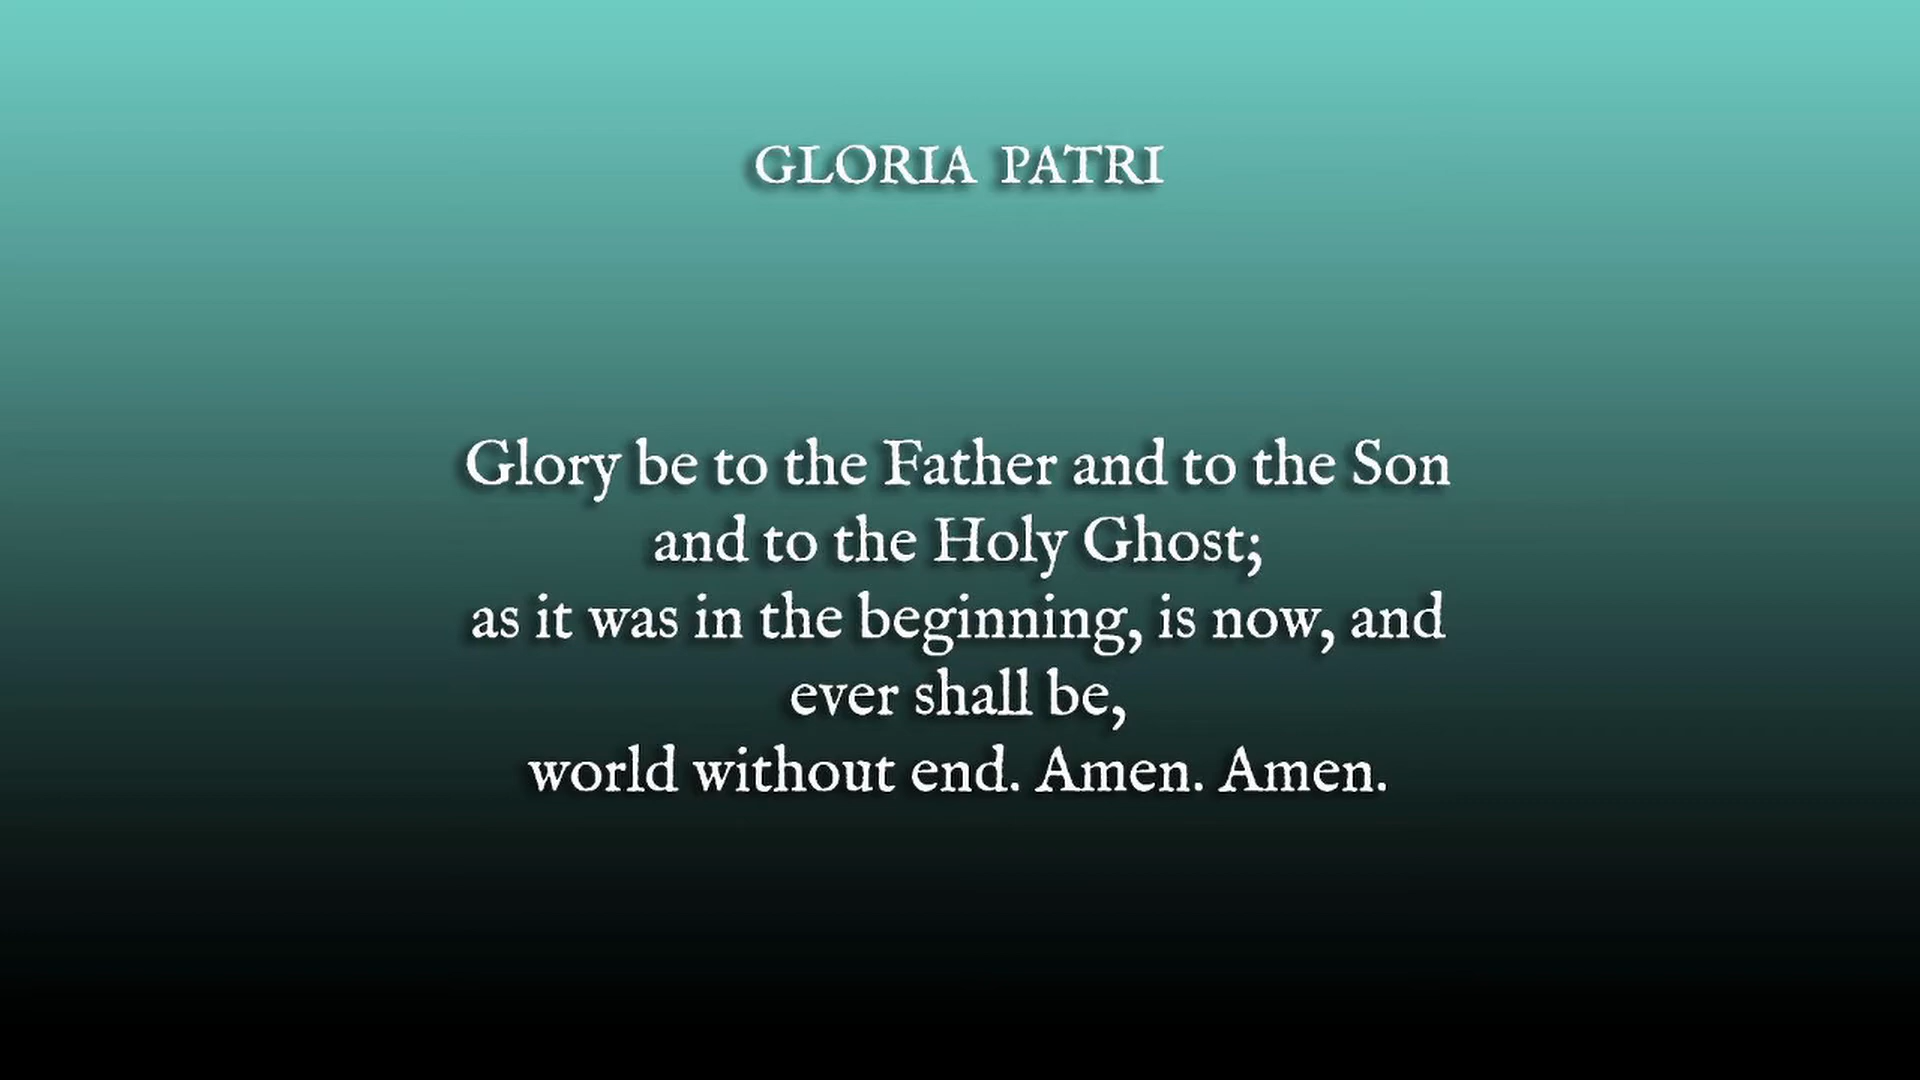 GLORIA PATRI
Glory be to the Father and to the Son
and to the Holy Ghost;
as it was in the beginning, is now, and
ever shall be,
world without end. Amen. Amen.